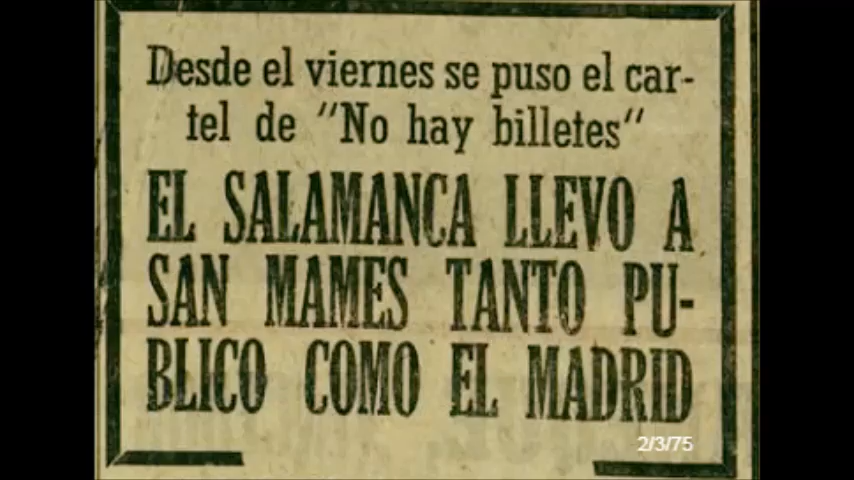 Desde el viernes se puso el car-
tel de "No hay billetes"
EL SALAMANCA LLEVO A
SAN MAMES TANTO PU-
BLICO COMO EL MADRID
2/3/75